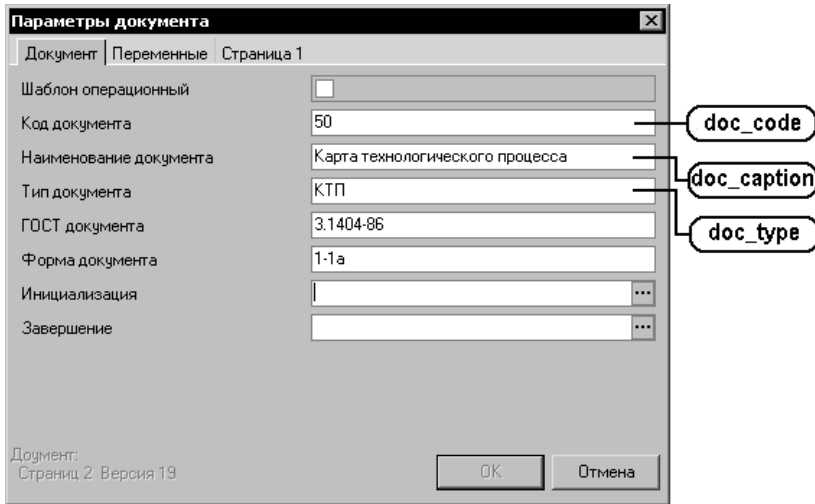 Параметры документа
Документ Переменные Страница 1
Шаблон операционный
Код документа 50 doc_code
Наименование документа Карта технологического процесса doc_caption
Тип документа КТП doc_type
ГОСТ документа 3.1404-86
Форма документа 1-1а
Инициализация ...
Завершение ...
Доумент:
Страниц 2 Версия 19
OK Отмена